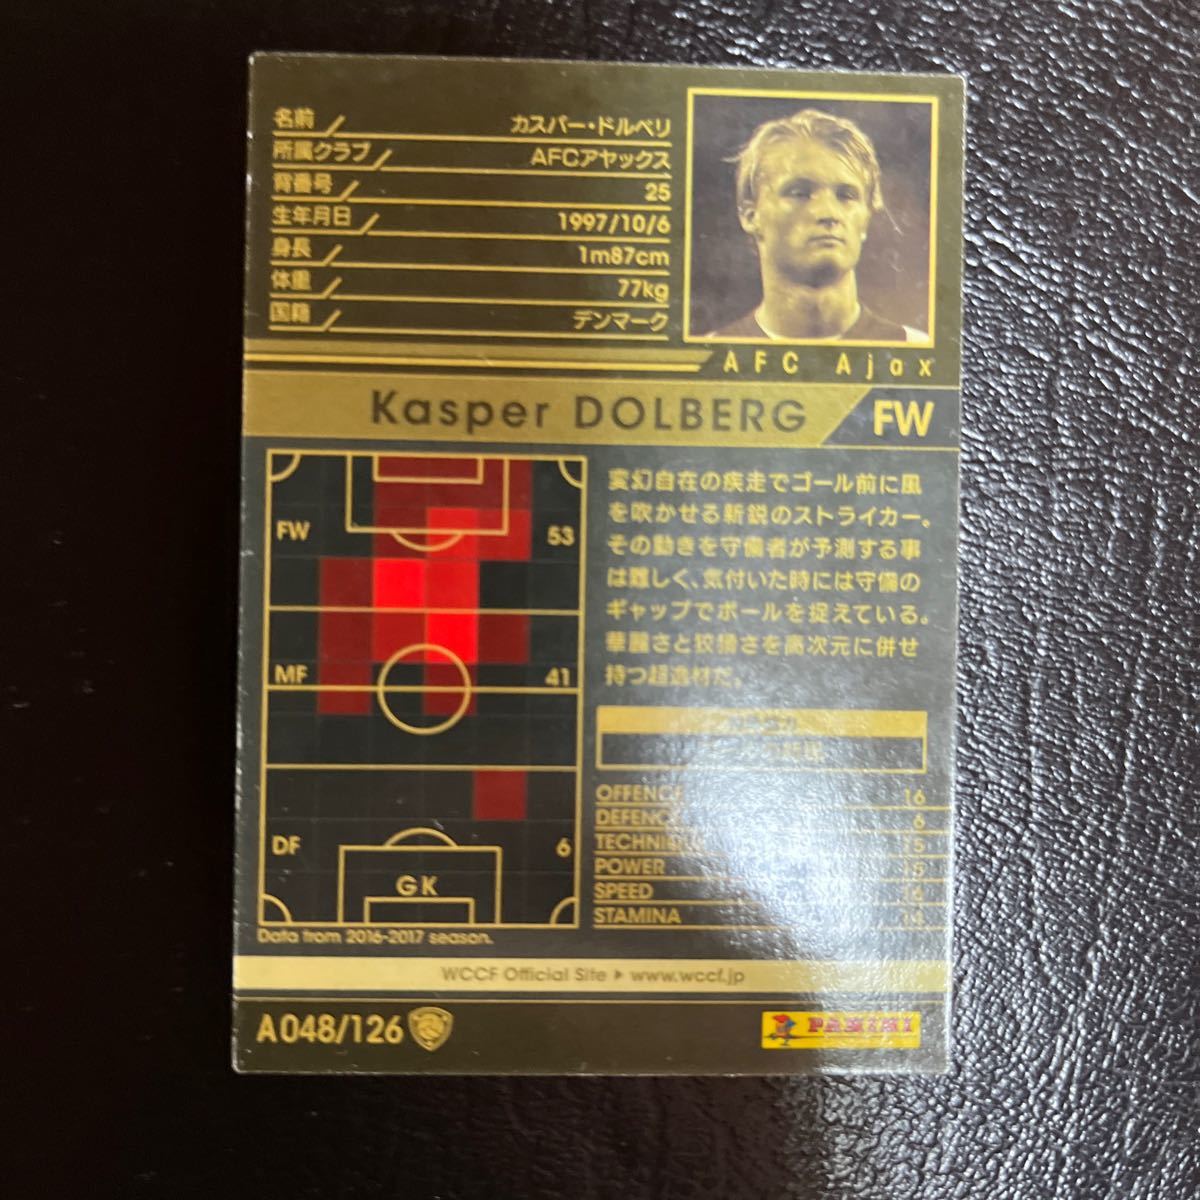 名前 カスパー・ドルベリ
所属クラブ AFCアヤックス
背番号 25
生年月日 1997/10/6
身長 1m87cm
体重 77kg
国籍 デンマーク
AFC Ajax
Kasper DOLBERG FW
FW 53
MF 41
DF 6
GK
Data from 2016-2017 season.
変幻自在の疾走でゴール前に風
を吹かせる新鋭のストライカー。
その動きを守備者が予測する事
は難しく、気付いた時には守備の
ギャップでボールを捉えている。
華麗さと狡猾さを高次元に併せ
持つ超逸材だ。
OFFENCE 16
DEFENCE 6
TECHNIQUE 15
POWER 15
SPEED 16
STAMINA
WCCF Official Site ▶ www.wccf.jp
A048/126
PANINI